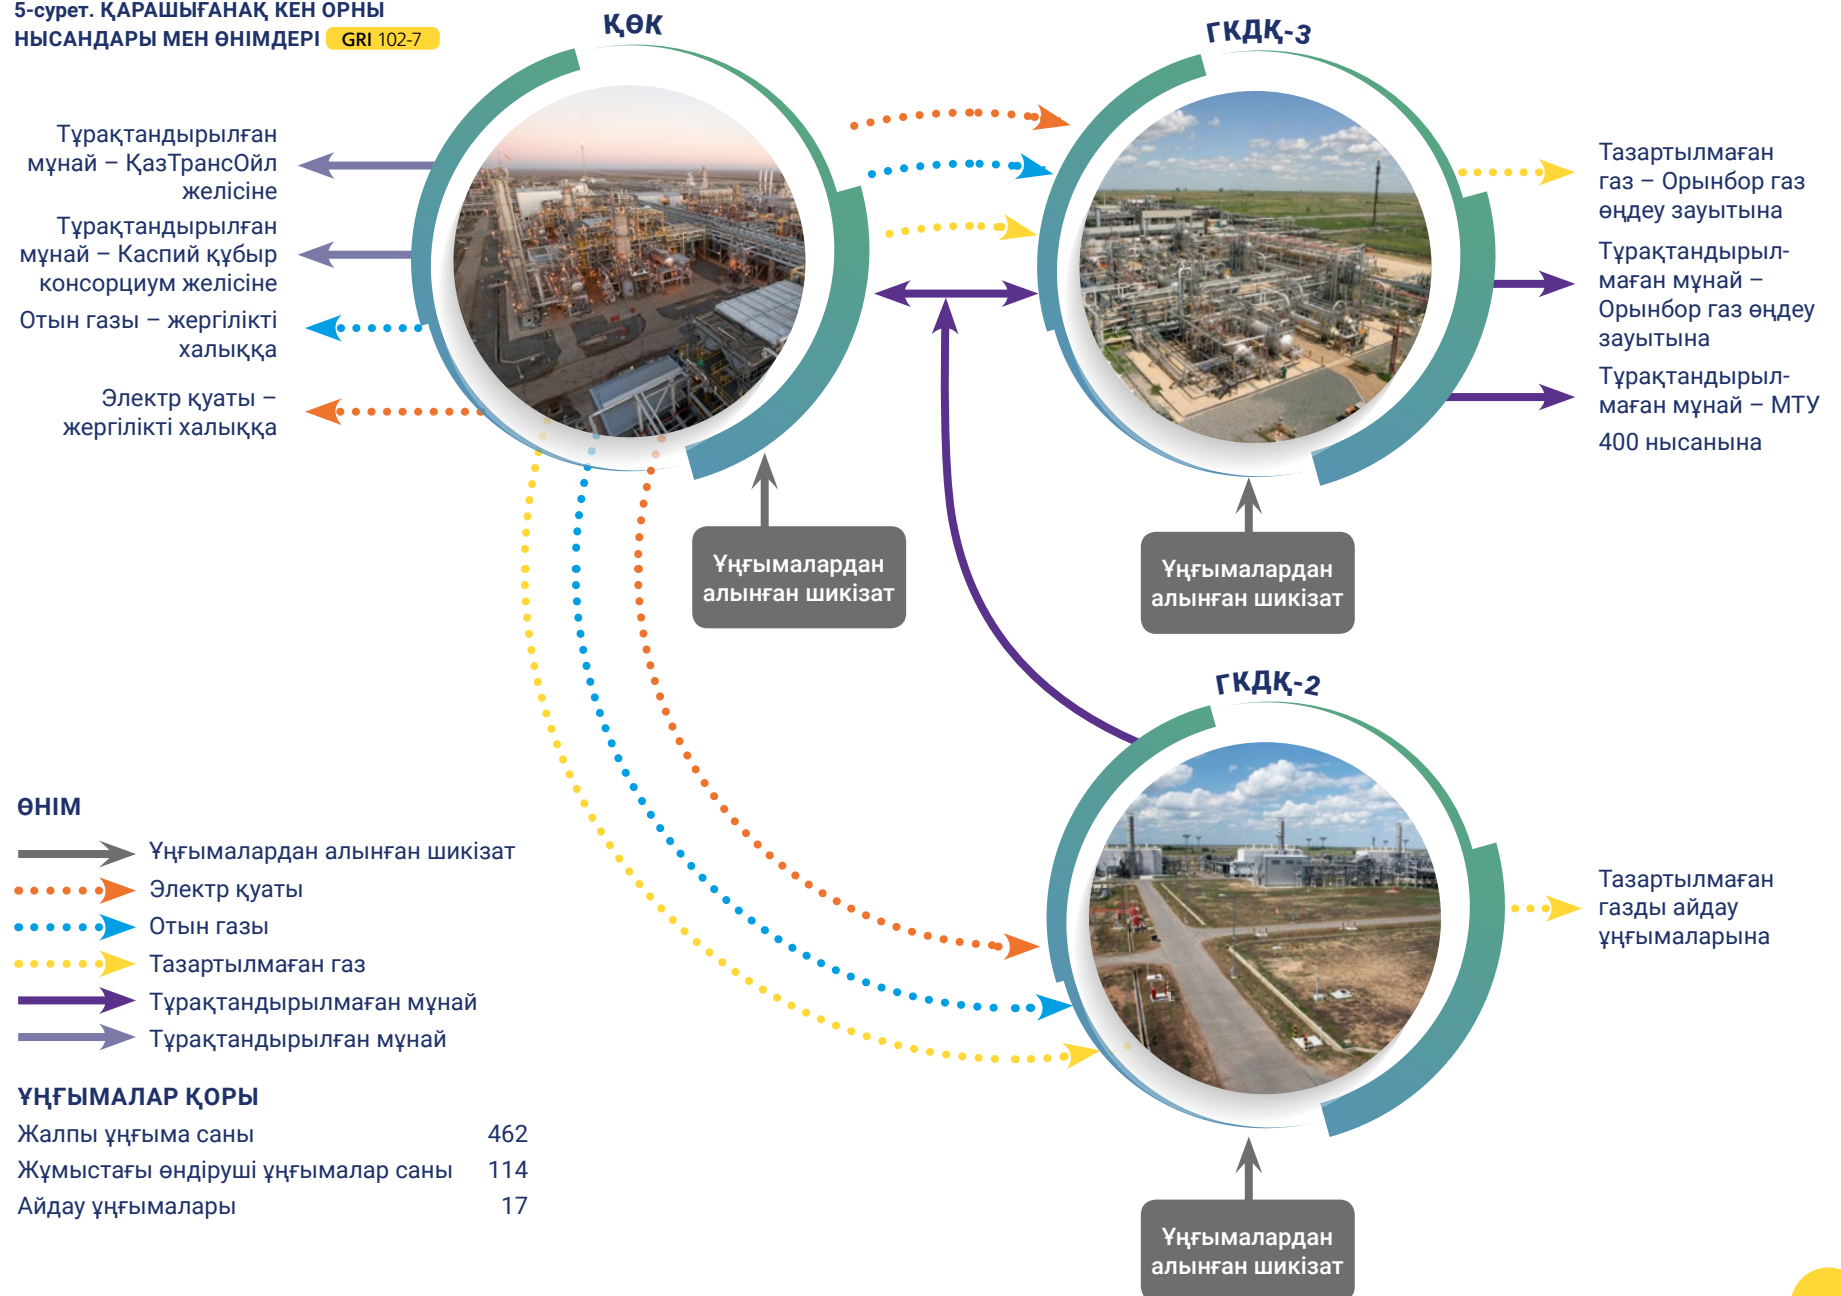 5-сурет. ҚАРАШЫҒАНАҚ КЕН ОРНЫ
НЫСАНДАРЫ МЕН ӨНІМДЕРІ GRI 102-7
ҚӨК
ГКДҚ-3
Тұрақтандырылған
мұнай – ҚазТрансОйл
желісіне
Тұрақтандырылған
мұнай – Каспий құбыр
консорциум желісіне
Отын газы – жергілікті
халыққа
Электр қуаты –
жергілікті халыққа
Тазартылмаған
газ – Орынбор газ
өңдеу зауытына
Тұрақтандырыл-
маған мұнай –
Орынбор газ өңдеу
зауытына
Тұрақтандырыл-
маған мұнай – МТУ
400 нысанына
Ұңғымалардан
алынған шикізат
Ұңғымалардан
алынған шикізат
ГКДҚ-2
Тазартылмаған
газды айдау
ұңғымаларына
Ұңғымалардан
алынған шикізат
ӨНІМ
Ұңғымалардан алынған шикізат
Электр қуаты
Отын газы
Тазартылмаған газ
Тұрақтандырылмаған мұнай
Тұрақтандырылған мұнай
ҰҢҒЫМАЛАР ҚОРЫ
Жалпы ұңғыма саны 462
Жұмыстағы өндіруші ұңғымалар саны 114
Айдау ұңғымалары 17